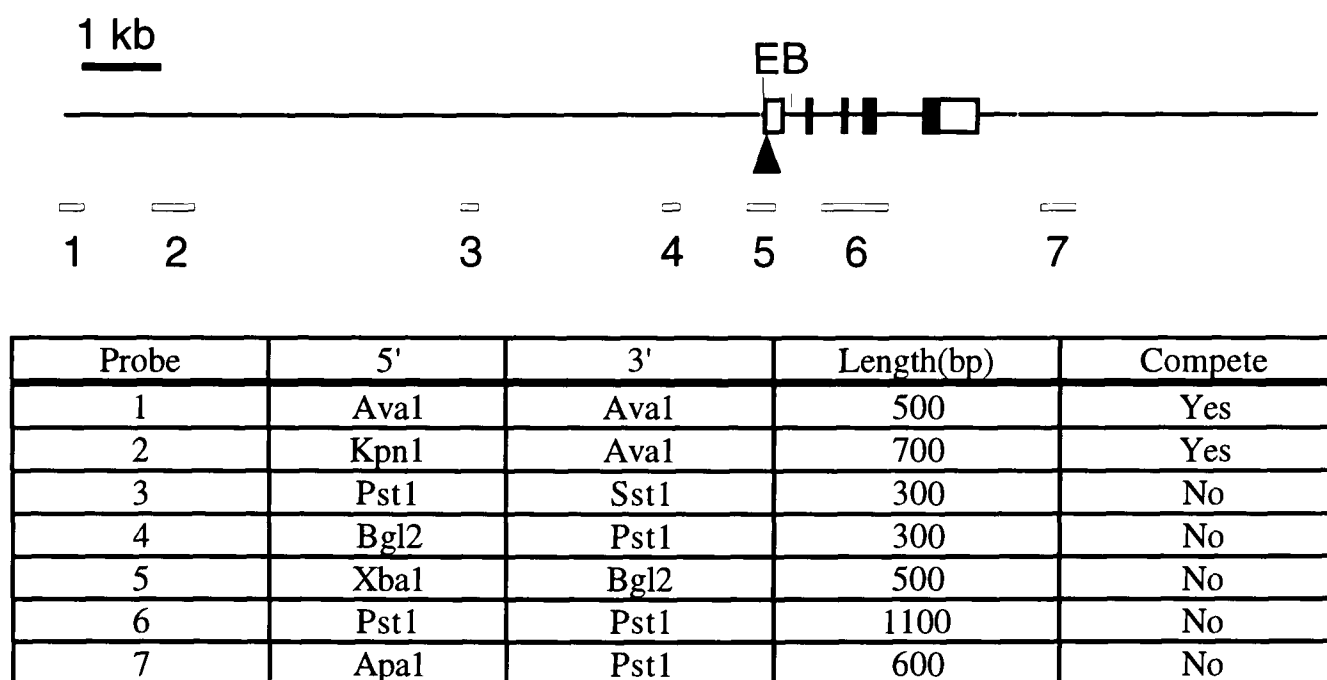 1 kb
EB
1 2 3 4 5 6 7
Probe 5' 3' Length(bp) Compete
1 Ava1 Ava1 500 Yes
2 Kpn1 Ava1 700 Yes
3 Pst1 Sst1 300 No
4 Bgl2 Pst1 300 No
5 Xba1 Bgl2 500 No
6 Pst1 Pst1 1100 No
7 Apa1 Pst1 600 No